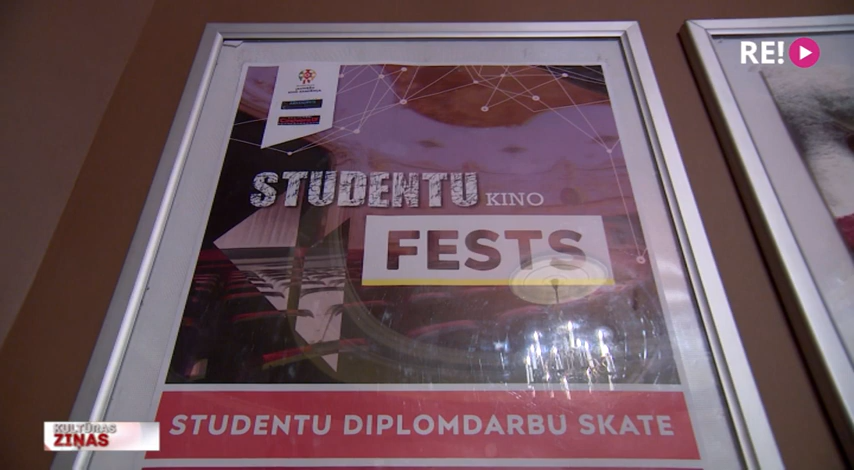 RE!
STUDENTU KINO
FESTS
STUDENTU DIPLOMDARBU SKATE
KULTŪRAS
ZIŅAS